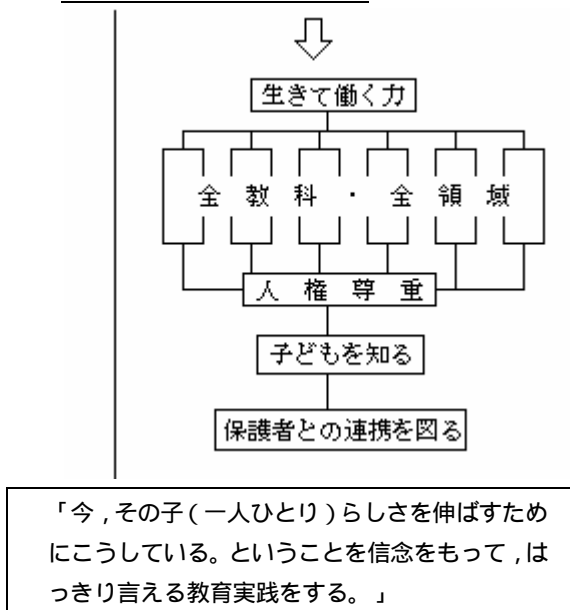 生きて働く力
全教科・全領域
人権尊重
子どもを知る
保護者との連携を図る
「今,その子(一人ひとり)らしさを伸ばすため
にこうしている。ということを信念をもって,は
っきり言える教育実践をする。」